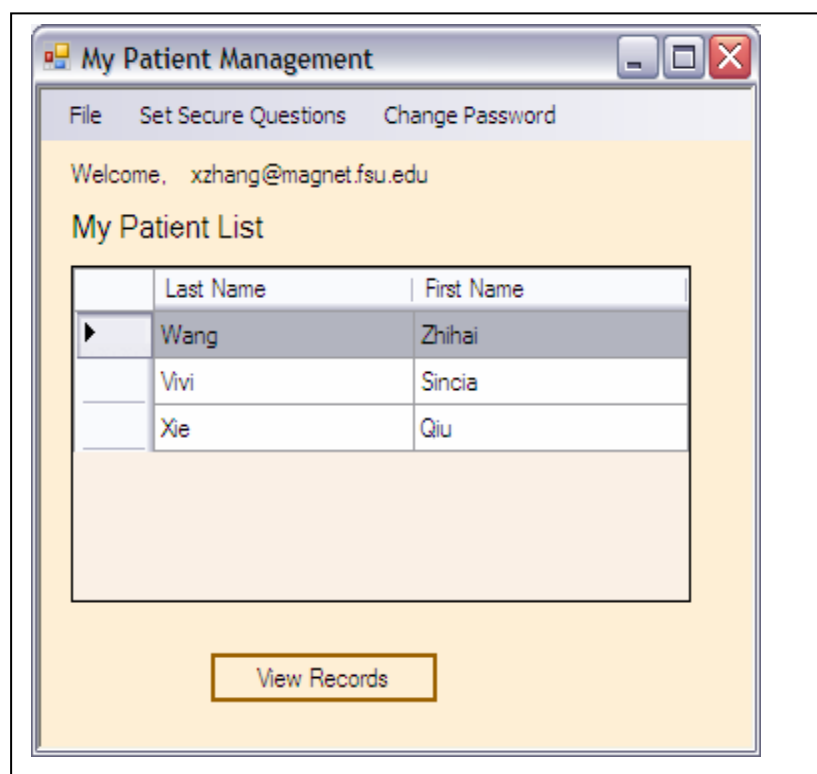 My Patient Management
File Set Secure Questions Change Password
Welcome, xzhang@magnet.fsu.edu
My Patient List
Last Name First Name
Wang Zhihai
Vivi Sincia
Xie Qiu
View Records